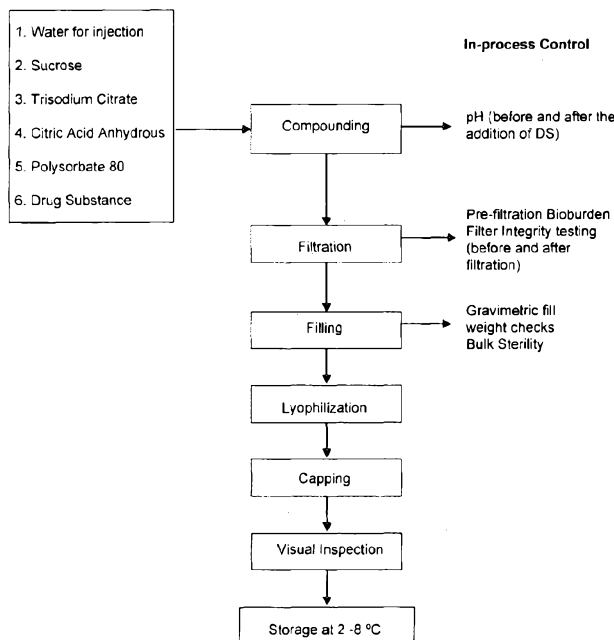 1. Water for injection
2. Sucrose
3. Trisodium Citrate
4. Citric Acid Anhydrous
5. Polysorbate 80
6. Drug Substance
In-process Control
Compounding
pH (before and after the
addition of DS)
Filtration
Pre-filtration Bioburden
Filter Integrity testing
(before and after
filtration)
Filling
Gravimetric fill
weight checks
Bulk Sterility
Lyophilization
Capping
Visual Inspection
Storage at 2 -8 ºC